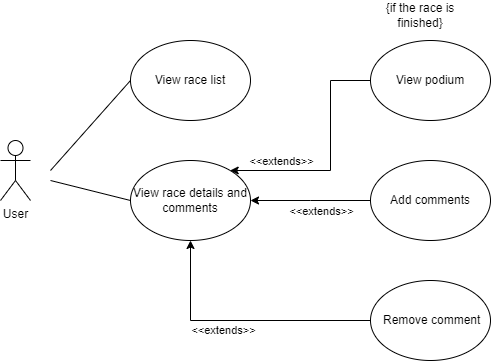 {if the race is
finished}
View race list
View podium
<<extends>>
View race details and
comments
Add comments
<<extends>>
User
Remove comment
<<extends>>